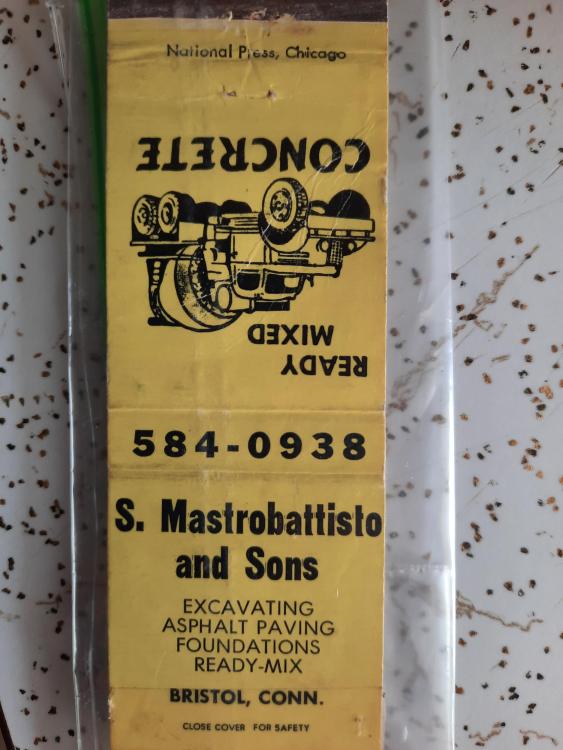 National Press, Chicago
READY
MIXED
CONCRETE
584-0938
S. Mastrobattisto
and Sons
EXCAVATING
ASPHALT PAVING
FOUNDATIONS
READY-MIX
BRISTOL, CONN.
CLOSE COVER FOR SAFETY